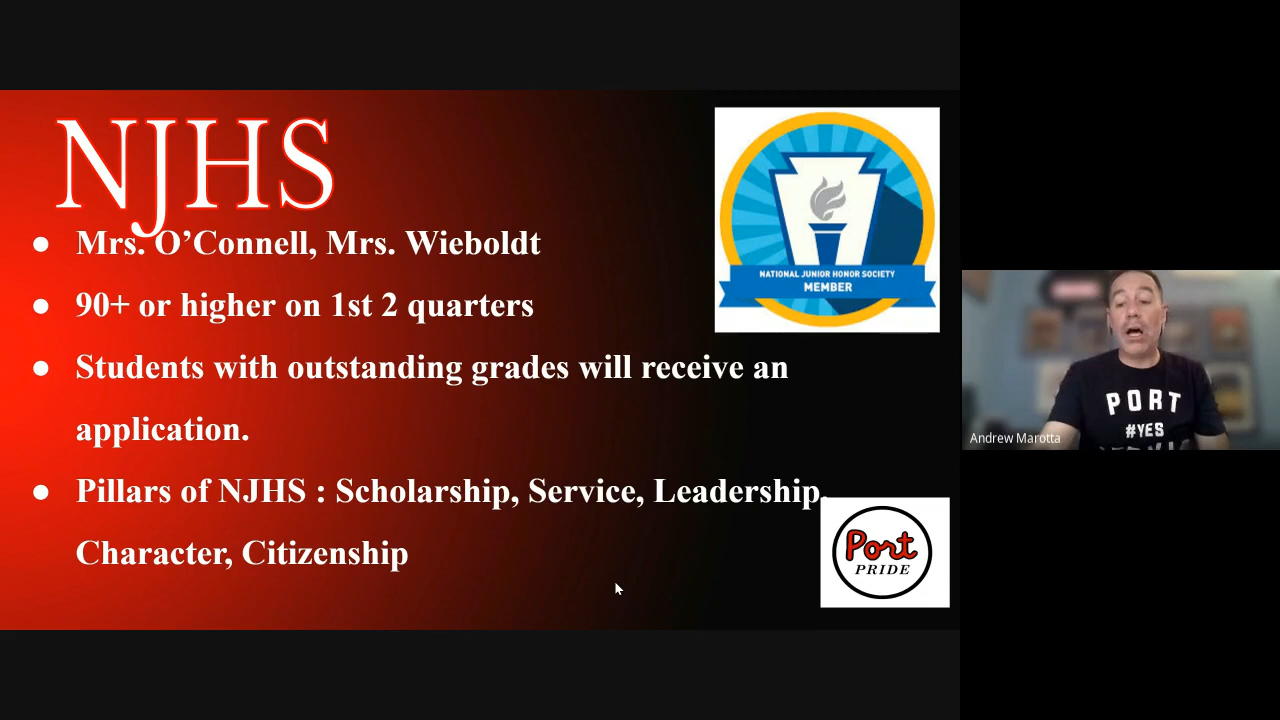 NJHS
● Mrs. O’Connell, Mrs. Wieboldt
● 90+ or higher on 1st 2 quarters
● Students with outstanding grades will receive an
application.
● Pillars of NJHS : Scholarship, Service, Leadership,
Character, Citizenship
NATIONAL JUNIOR HONOR SOCIETY
MEMBER
Port
PRIDE
PORT
#YES
Andrew Marotta